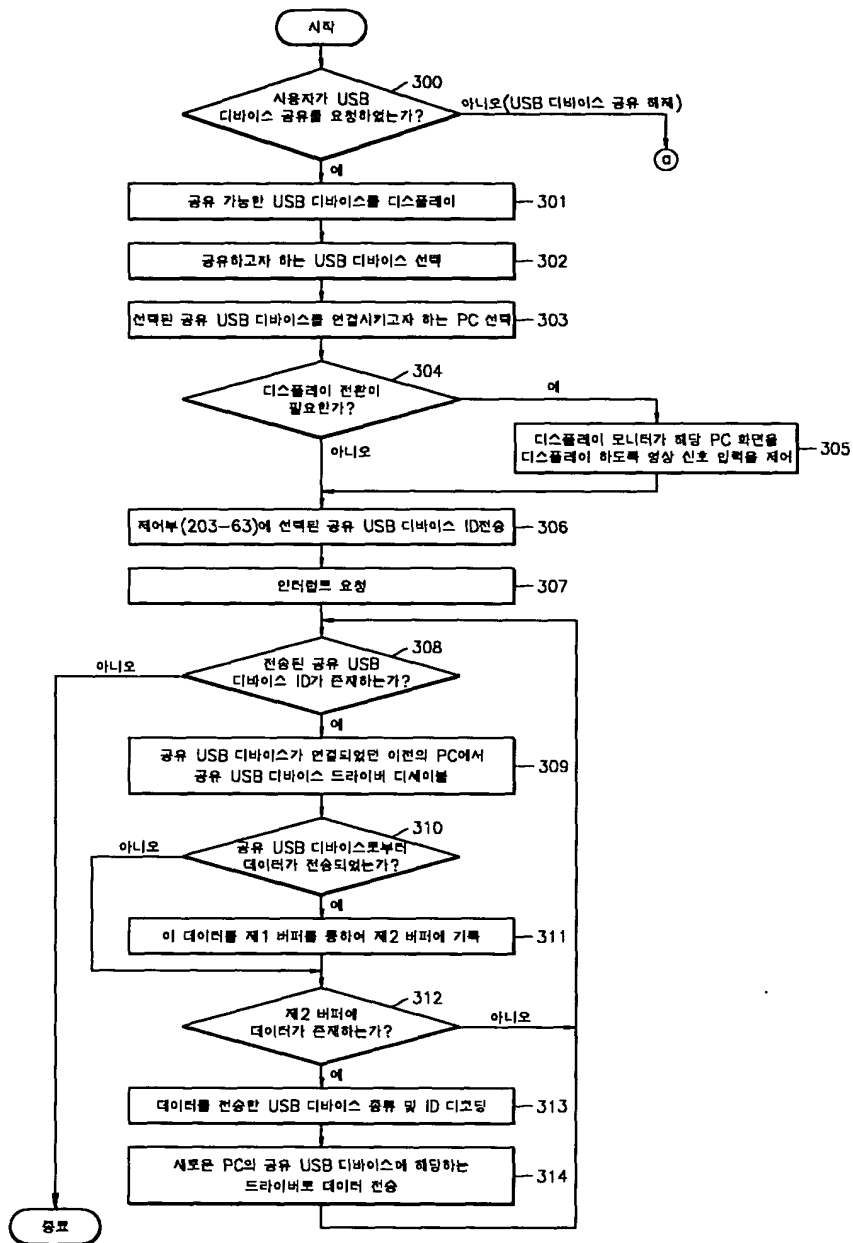 시작
300
사용자가 USB
디바이스 공유를 요청하였는가?
아니오(USB 디바이스 공유 해제)
a
예
공유 가능한 USB 디바이스를 디스플레이
301
공유하고자 하는 USB 디바이스 선택
302
선택된 공유 USB 디바이스를 연결시키고자 하는 PC 선택
303
304
디스플레이 전환이
필요한가?
예
아니오
디스플레이 모니터가 해당 PC 화면을
디스플레이 하도록 영상 신호 입력을 제어
305
제어부(203-63)에 선택된 공유 USB 디바이스 ID전송
306
인터럽트 요청
307
308
전송된 공유 USB
디바이스 ID가 존재하는가?
아니오
예
공유 USB 디바이스가 연결되었던 이전의 PC에서
공유 USB 디바이스 드라이버 디세이블
309
310
공유 USB 디바이스로부터
데이터가 전송되었는가?
아니오
예
이 데이터를 제1 버퍼를 통하여 제2 버퍼에 기록
311
312
제2 버퍼에
데이터가 존재하는가?
아니오
예
데이터를 전송한 USB 디바이스 종류 및 ID 디코딩
313
새로운 PC의 공유 USB 디바이스에 해당하는
드라이버로 데이터 전송
314
종료